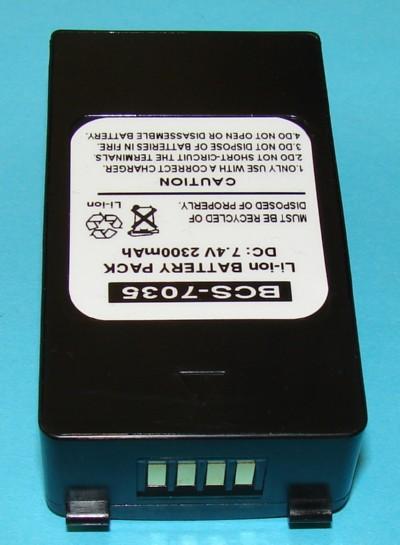 BCS-7035
Li-ion BATTERY PACK
DC: 7.4V 2300mAh
MUST BE RECYCLED OF
DISPOSED OF PROPERLY.
Li-ion
CAUTION
1.ONLY USE WITH A CORRECT CHARGER.
2.DO NOT SHORT-CIRCUIT THE TERMINALS.
3.DO NOT DISPOSE OF BATTERIES IN FIRE.
4.DO NOT OPEN OR DISASSEMBLE BATTERY.